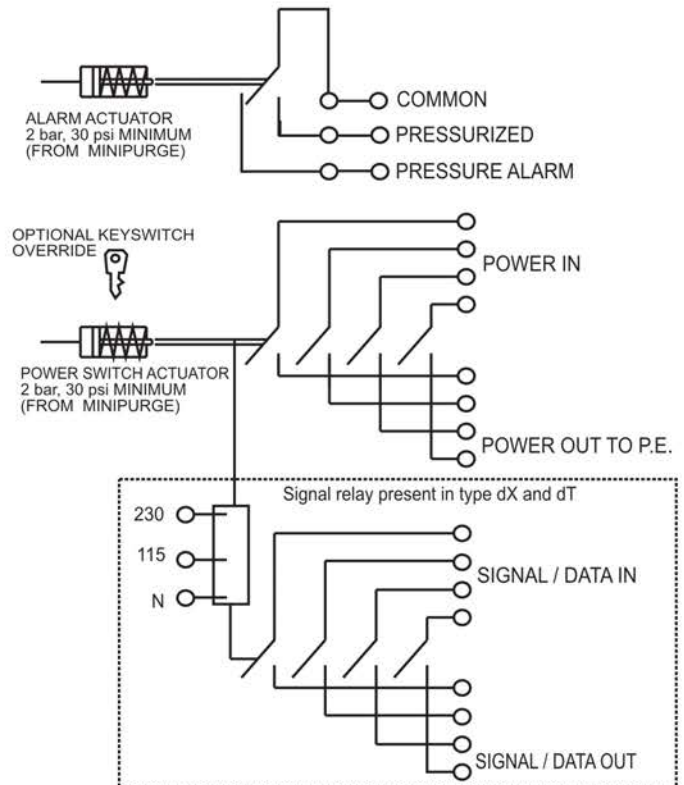 COMMON
ALARM ACTUATOR
2 bar, 30 psi MINIMUM
(FROM MINIPURGE)
PRESSURIZED
PRESSURE ALARM
OPTIONAL KEYSWITCH
OVERRIDE
POWER IN
POWER SWITCH ACTUATOR
2 bar, 30 psi MINIMUM
(FROM MINIPURGE)
POWER OUT TO P.E.
Signal relay present in type dX and dT
230
115
N
SIGNAL / DATA IN
SIGNAL / DATA OUT